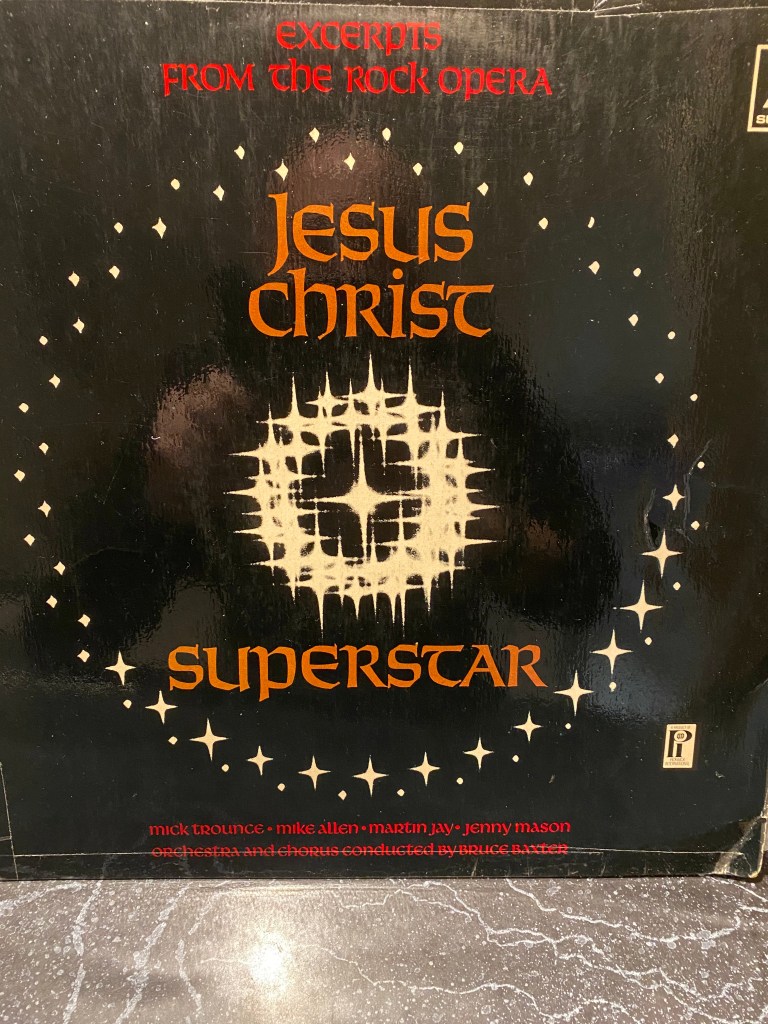 EXCERPTS
FROM THE ROCK OPERA
JESUS
CHRIST
SUPERSTAR
MICK TROUNCE • MIKE ALLEN • MARTIN JAY • JENNY MASON
ORCHESTRA AND CHORUS CONDUCTED BY BRUCE BAXTER